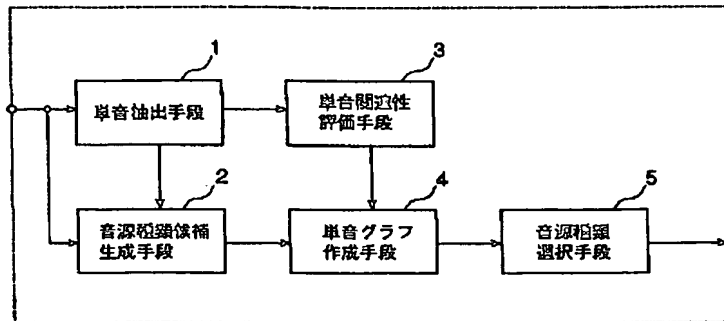 1
単音抽出手段
3
単音関連性
評価手段
2
音源種類候補
生成手段
4
単音グラフ
作成手段
5
音源種類
選択手段